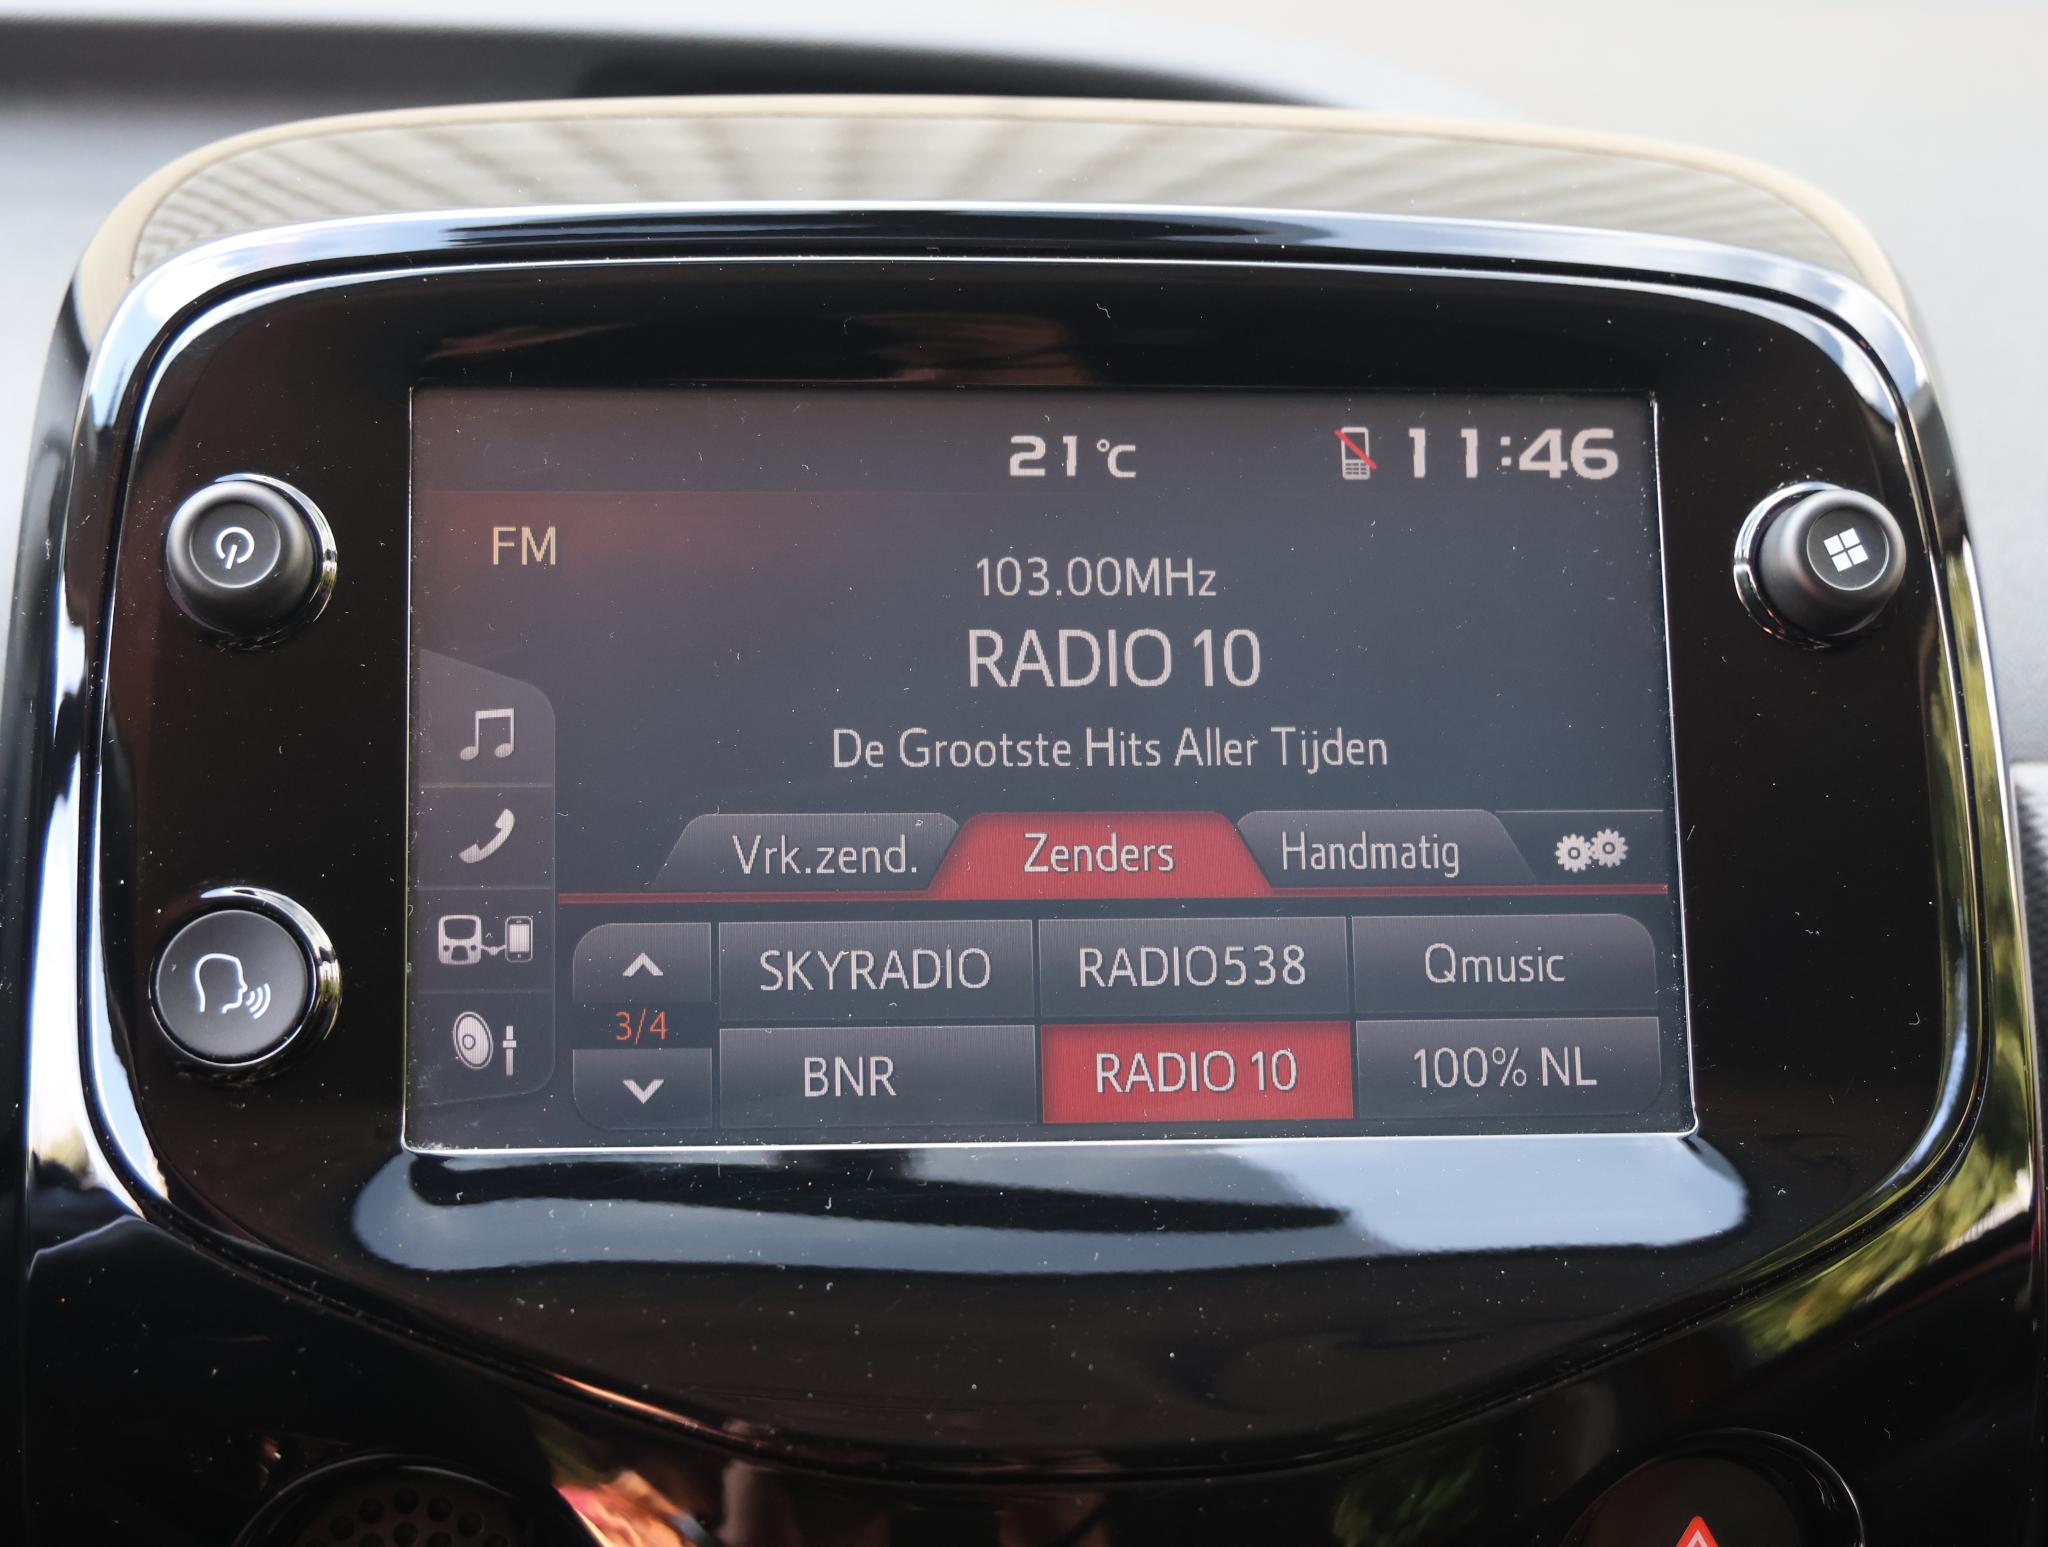 21°C 11:46
FM
103.00MHz
RADIO 10
De Grootste Hits Aller Tijden
Vrk.zend. Zenders Handmatig
SKYRADIO RADIO538 Qmusic
3/4
BNR RADIO 10 100% NL